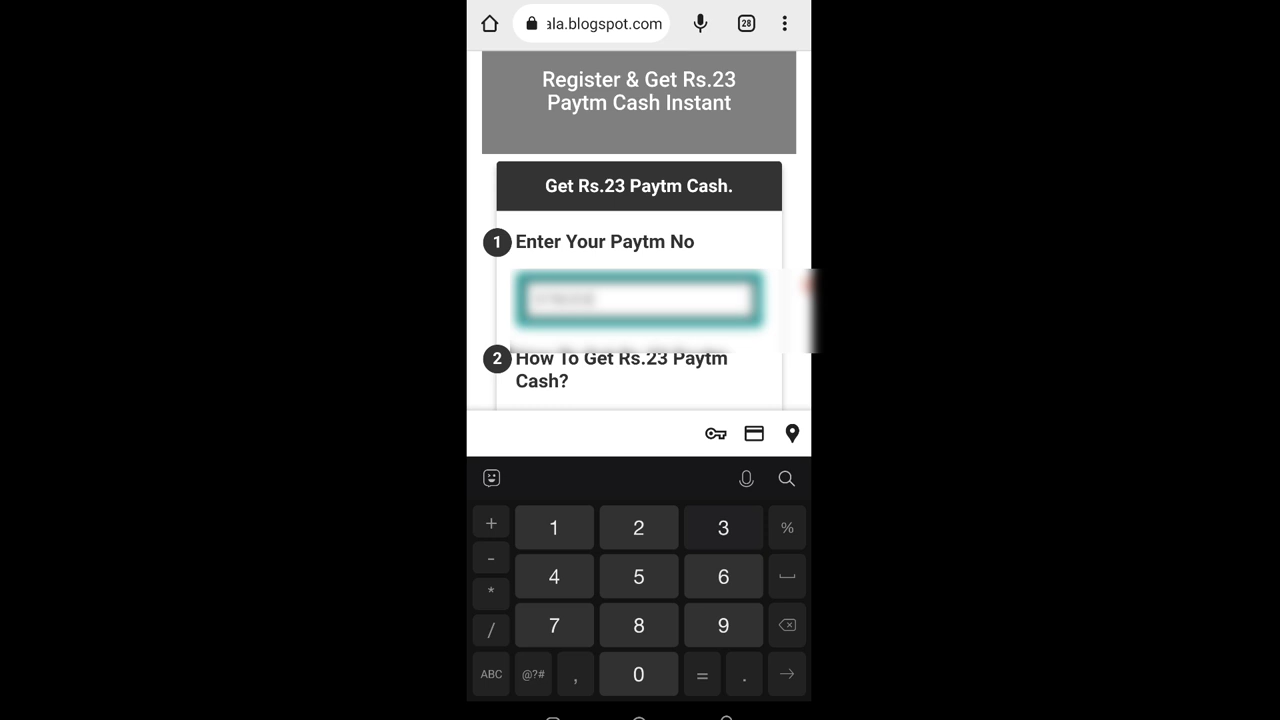 ala.blogspot.com
28
Register & Get Rs.23
Paytm Cash Instant
Get Rs.23 Paytm Cash.
1 Enter Your Paytm No
2 How To Get Rs.23 Paytm
Cash?
+ 1 2 3 %
- 4 5 6
* 7 8 9
/
ABC @?# , 0 = .